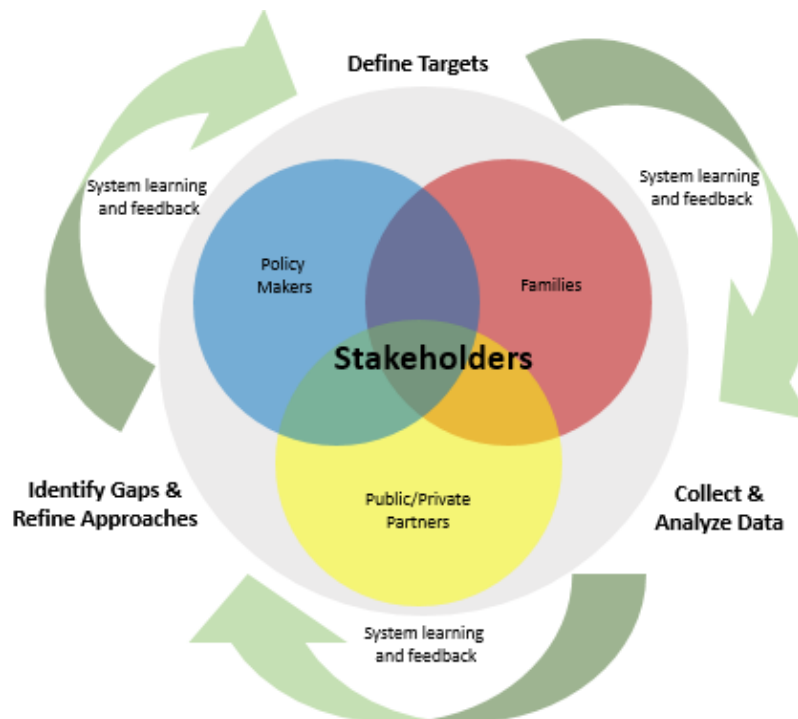 Define Targets
System learning
and feedback
System learning
and feedback
Policy
Makers
Families
Stakeholders
Identify Gaps &
Refine Approaches
Public/Private
Partners
Collect &
Analyze Data
System learning
and feedback